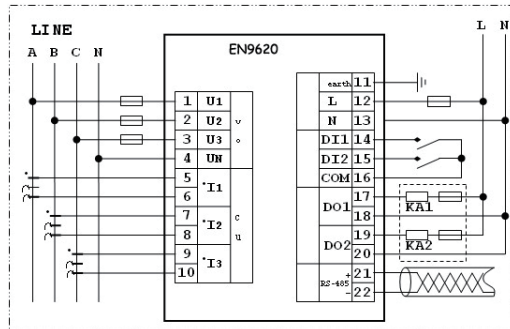 LINE
A B C N
L N
EN9620
earth 11
1 U1
L 12
2 U2
N 13
3 U3
DI1 14
4 UN
DI2 15
5
COM 16
I1
6
17
DO1
KA1
7
18
I2
8
19
KA2
DO2
9
20
I3
10
+ 21
RS-485
- 22
v
o
c
u